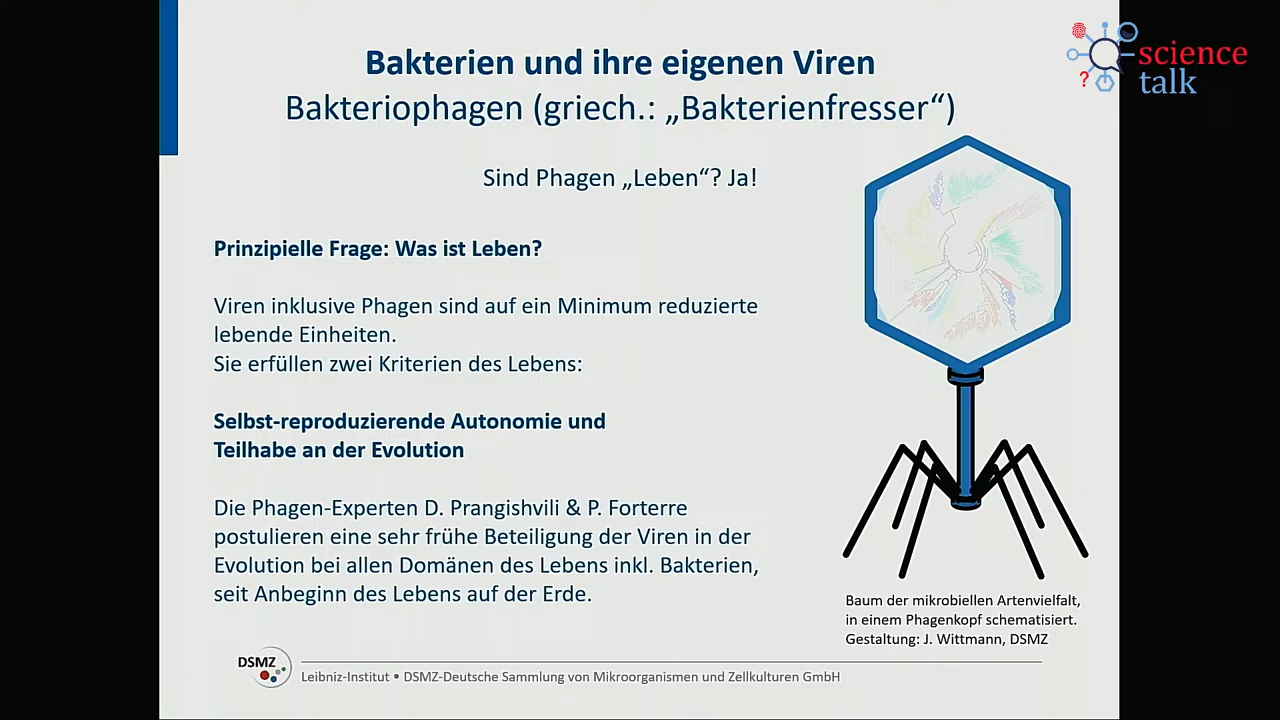 Bakterien und ihre eigenen Viren
Bakteriophagen (griech.: „Bakterienfresser“)
science
talk
?
Sind Phagen „Leben“? Ja!
Prinzipielle Frage: Was ist Leben?
Viren inklusive Phagen sind auf ein Minimum reduzierte
lebende Einheiten.
Sie erfüllen zwei Kriterien des Lebens:
Selbst-reproduzierende Autonomie und
Teilhabe an der Evolution
Die Phagen-Experten D. Prangishvili & P. Forterre
postulieren eine sehr frühe Beteiligung der Viren in der
Evolution bei allen Domänen des Lebens inkl. Bakterien,
seit Anbeginn des Lebens auf der Erde.
Baum der mikrobiellen Artenvielfalt,
in einem Phagenkopf schematisiert.
Gestaltung: J. Wittmann, DSMZ
DSMZ
Leibniz-Institut • DSMZ-Deutsche Sammlung von Mikroorganismen und Zellkulturen GmbH